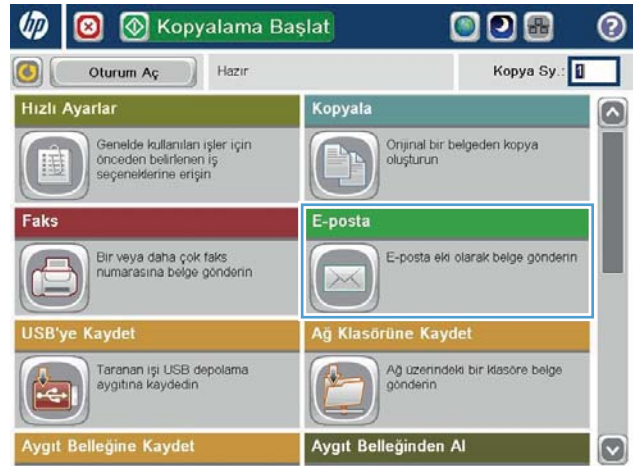 hp
Kopyalama Başlat
?
Oturum Aç
Hazır
Kopya Sy.: 1
Hızlı Ayarlar
Genelde kullanılan işler için
önceden belirlenen iş
seçeneklerine erişin
Kopyala
Orijinal bir belgeden kopya
oluşturun
Faks
Bir veya daha çok faks
numarasına belge gönderin
E-posta
E-posta eki olarak belge gönderin
USB'ye Kaydet
Taranan işi USB depolama
aygıtına kaydedin
Ağ Klasörüne Kaydet
Ağ üzerindeki bir klasöre belge
gönderin
Aygıt Belleğine Kaydet
Aygıt Belleğinden Al